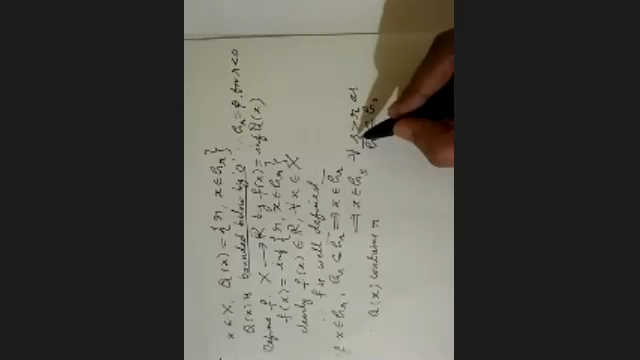 x ∈ X. Q(x) = { r, x ∈ Gr }
Q(x) is bounded below by '0' ∵ Gr = φ. for r < 0
Define f: X → R by f(x) = inf Q(x)
f(x) = inf { r, x ∈ Gr }
clearly f(x) ∈ R, ∀ x ∈ X
∴ f is well defined
f x ∈ Gr, Gr ⊂ Gs ⟹ x ∈ Gs
⟹ x ∈ Gs if s > r as
∴ Q(x) contains r